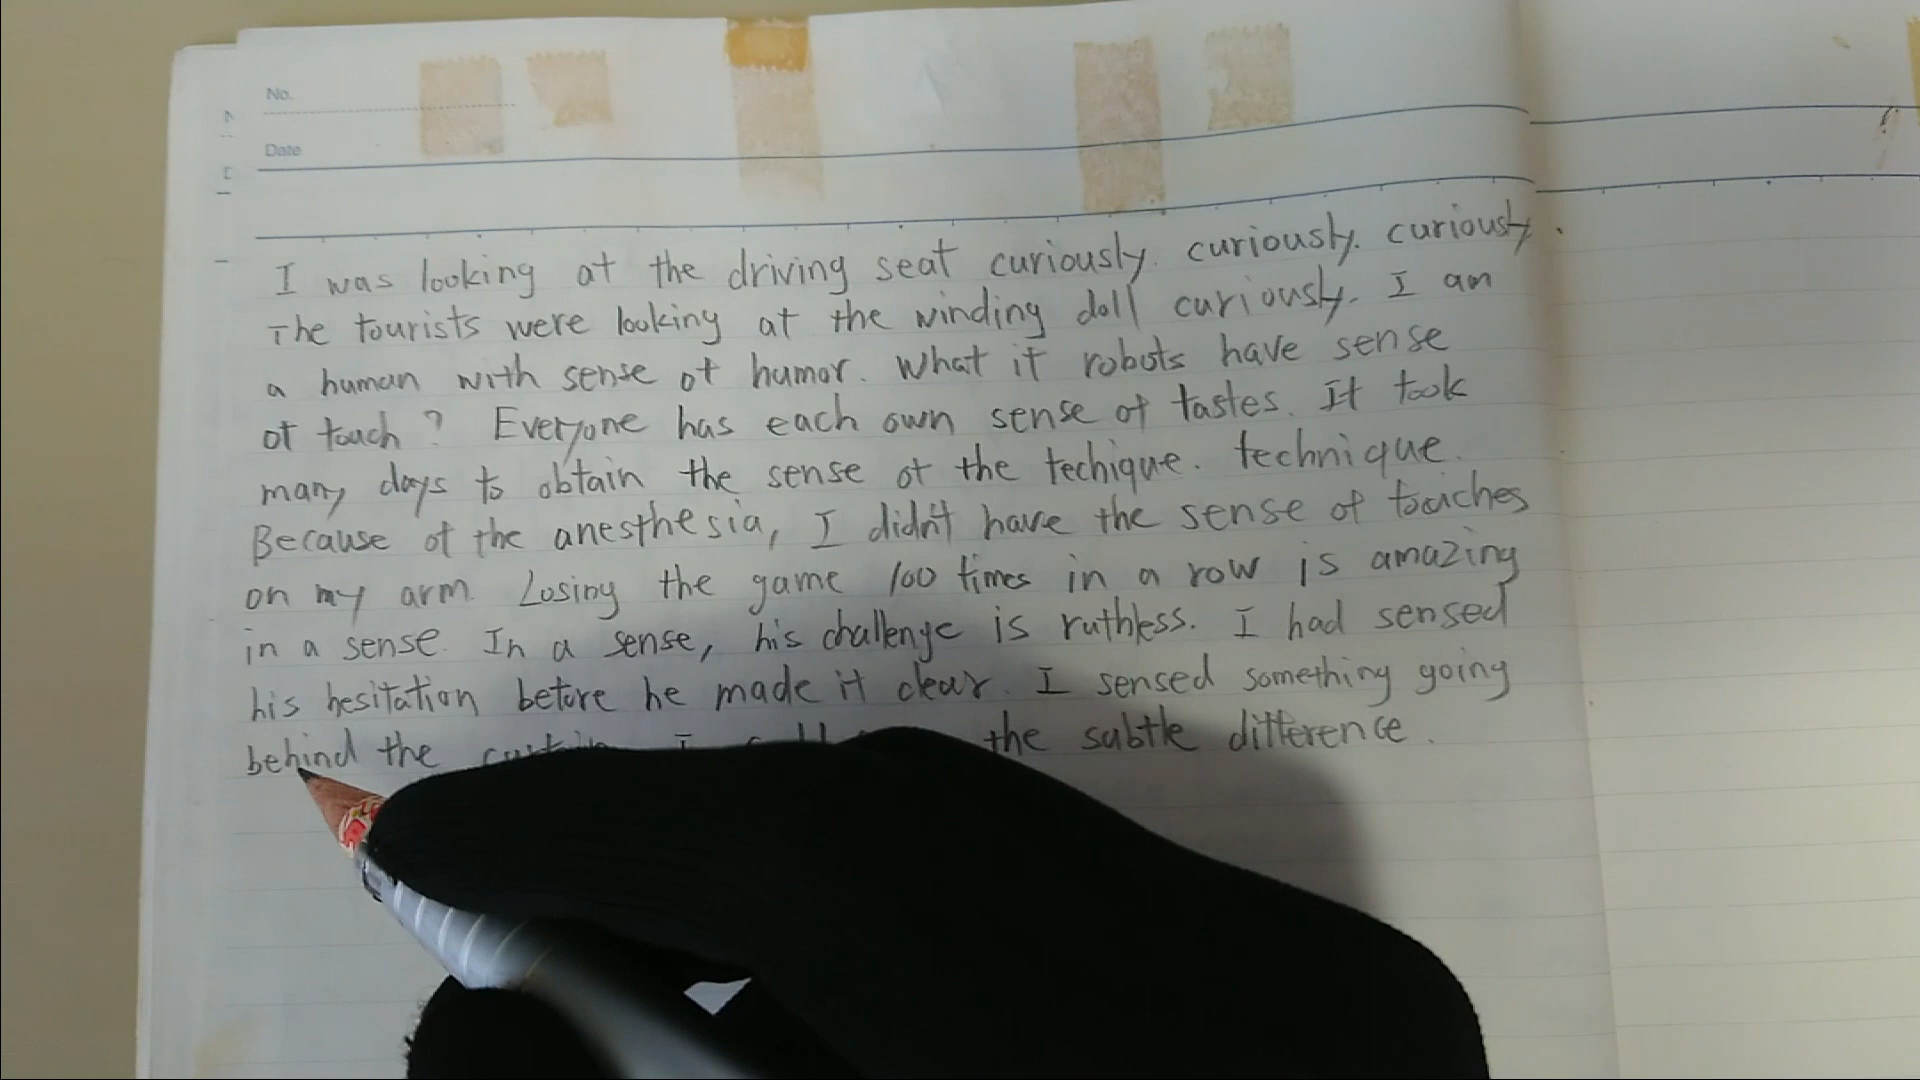 No.
Date
I was looking at the driving seat curiously. curiously. curiously.
The tourists were looking at the winding doll curiously. I am
a human with sense of humor. What if robots have sense
of touch? Everyone has each own sense of tastes. It took
many days to obtain the sense of the techique. technique.
Because of the anesthesia, I didn't have the sense of touches
on my arm. Losing the game 100 times in a row is amazing
in a sense. In a sense, his challenge is ruthless. I had sensed
his hesitation before he made it clear. I sensed something going
behind the I the subtle difference.